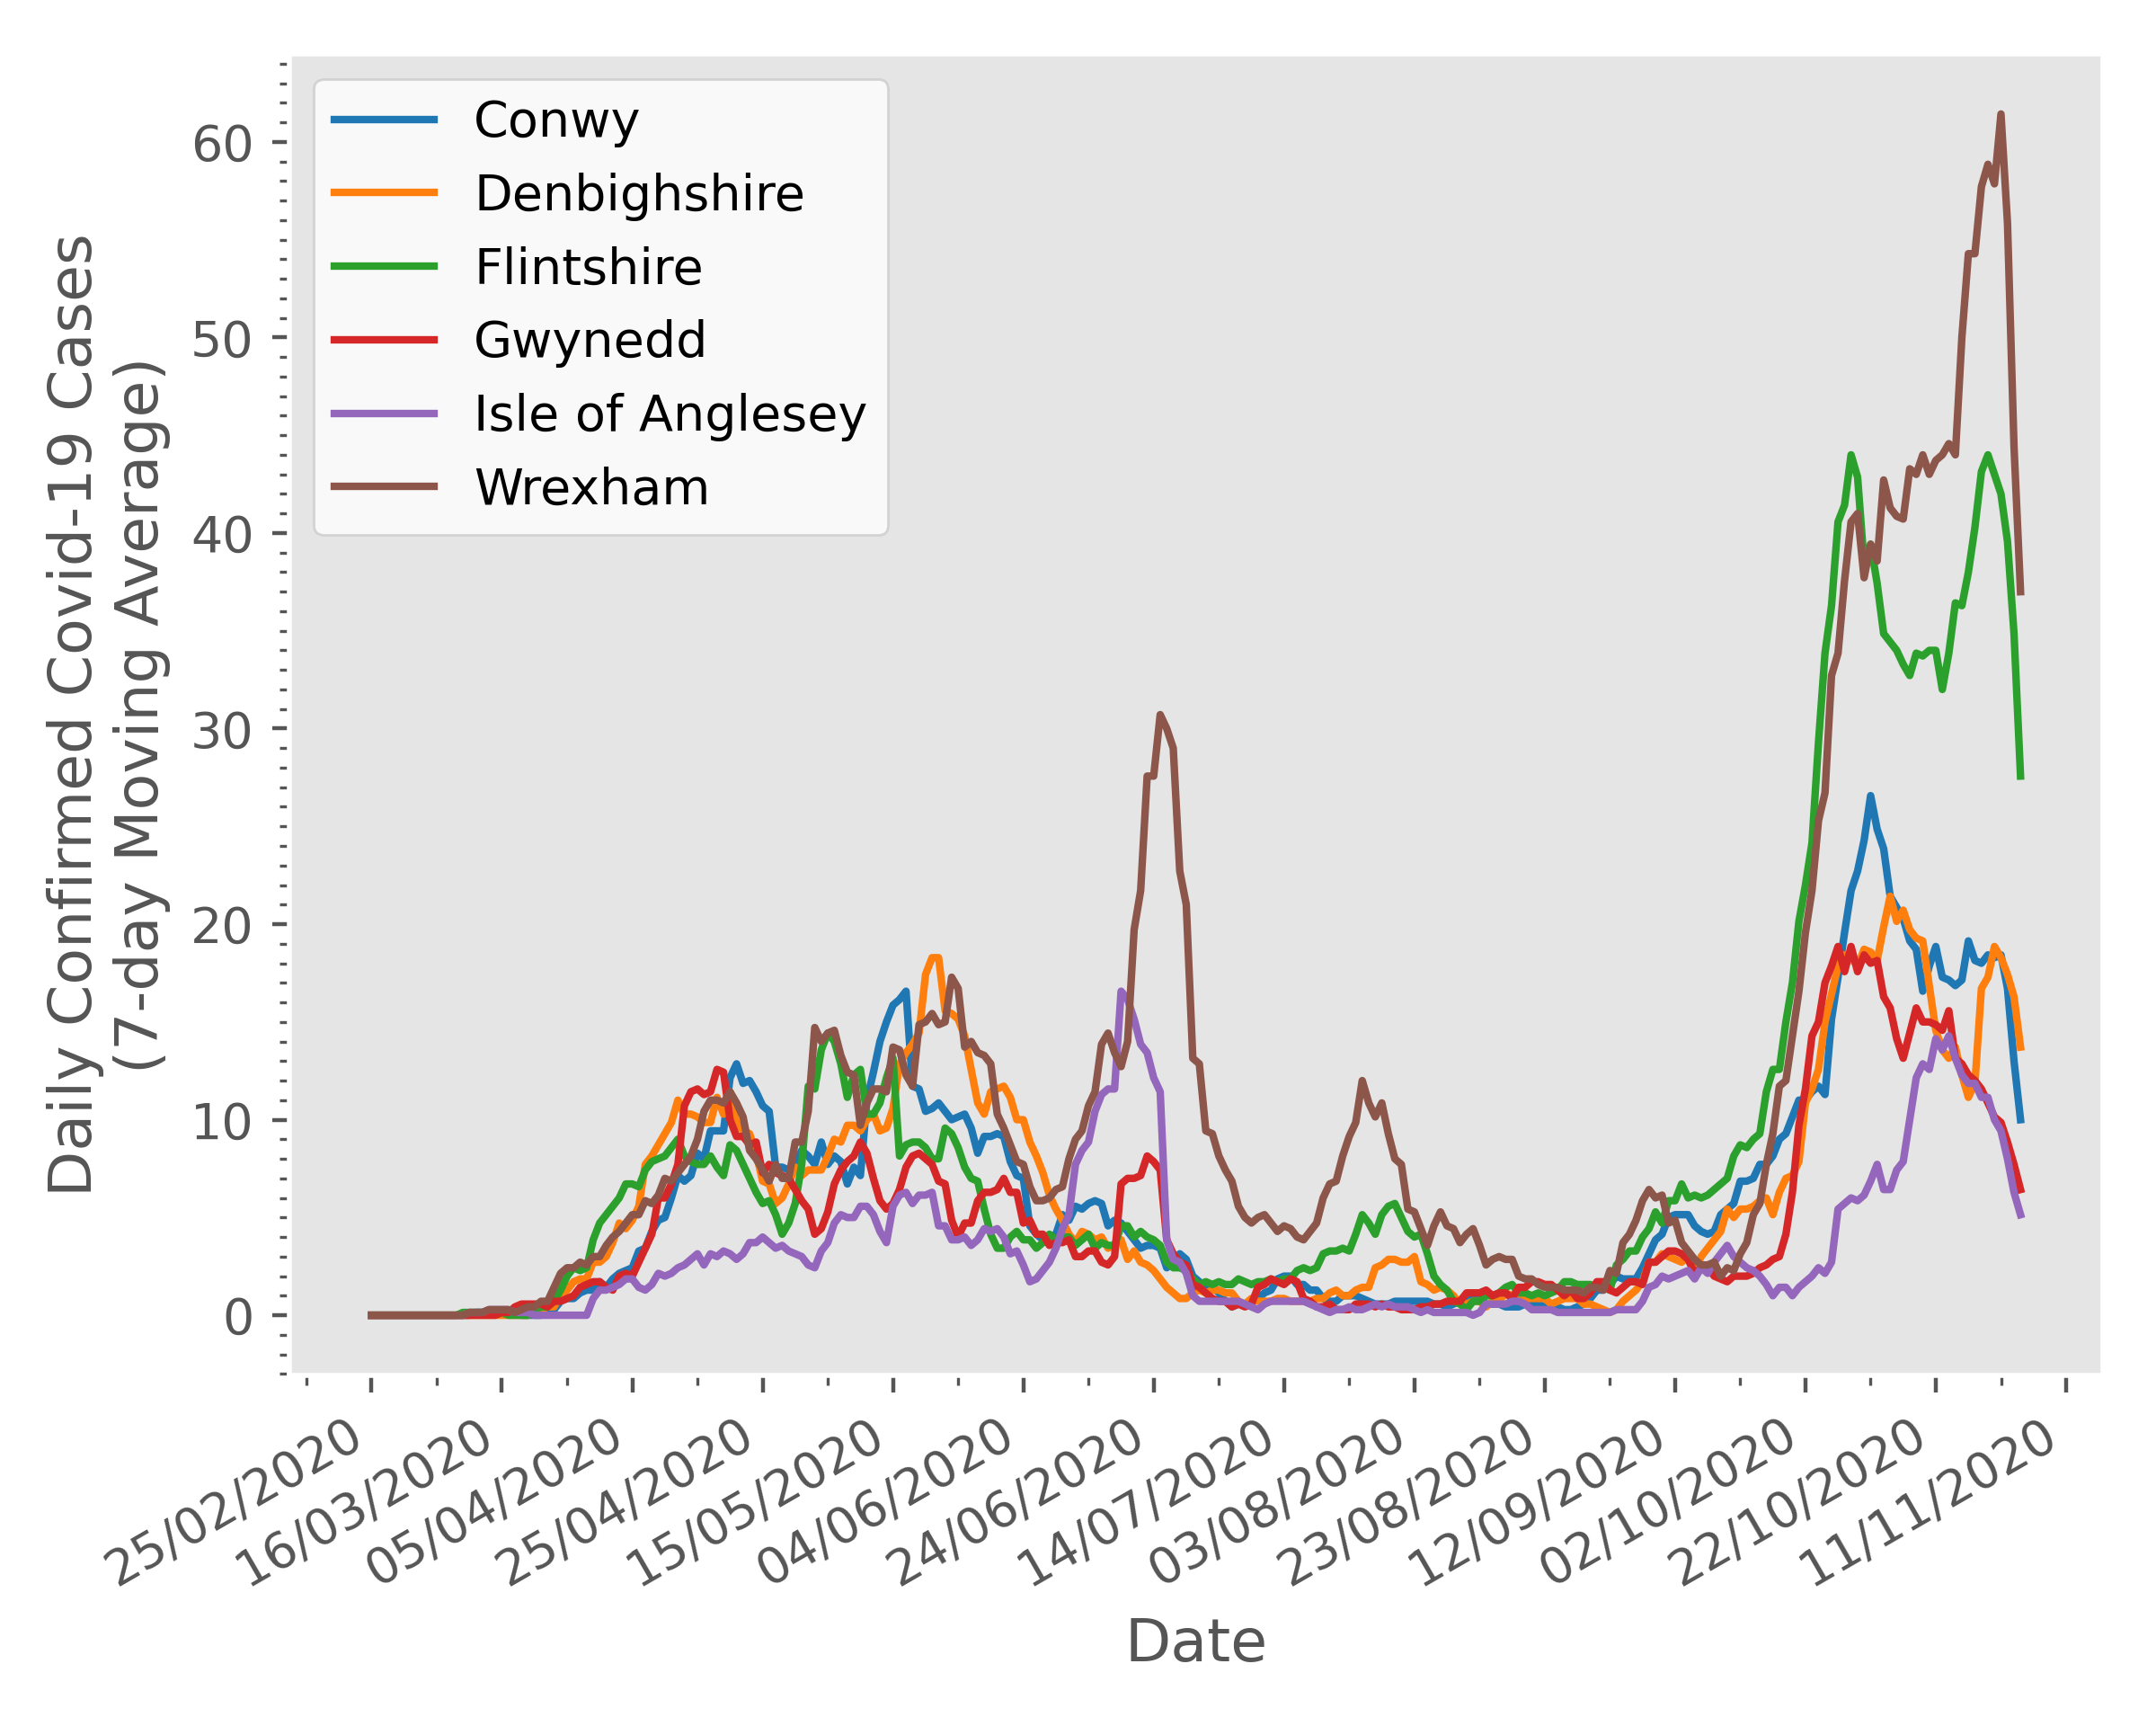 Conwy
Denbighshire
Flintshire
Gwynedd
Isle of Anglesey
Wrexham
Daily Confirmed Covid-19 Cases
(7-day Moving Average)
60
50
40
30
20
10
0
25/02/2020
16/03/2020
05/04/2020
25/04/2020
15/05/2020
04/06/2020
24/06/2020
14/07/2020
03/08/2020
23/08/2020
12/09/2020
02/10/2020
22/10/2020
11/11/2020
Date